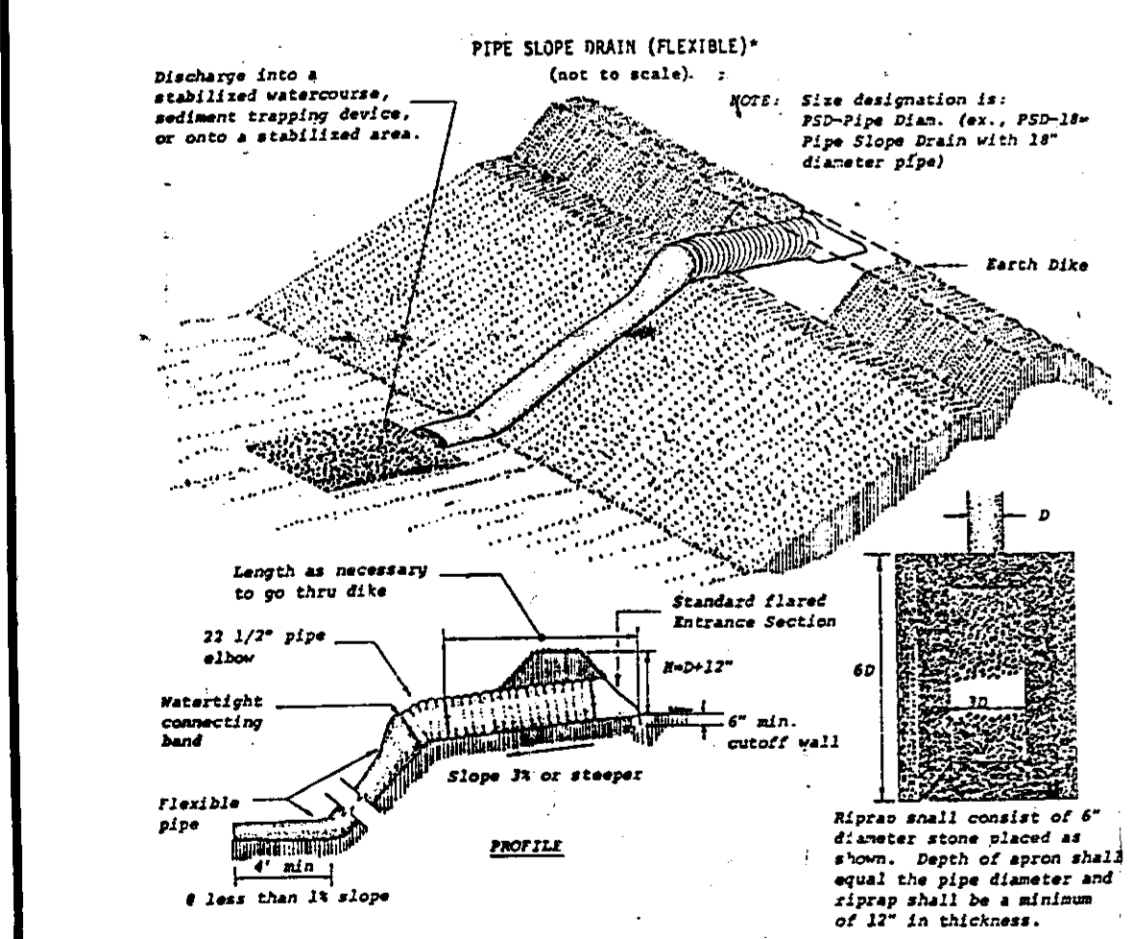 PIPE SLOPE DRAIN (FLEXIBLE)*
(not to scale).
Discharge into a
stabilized watercourse,
sediment trapping device,
or onto a stabilized area.
NOTE: Size designation is:
PSD-Pipe Diam. (ex., PSD-18=
Pipe Slope Drain with 18"
diameter pipe)
Earth Dike
D
Length as necessary
to go thru dike
Standard flared
Entrance Section
22 1/2" pipe
elbow
H=D+12"
6D
3D
Watertight
connecting
band
6" min.
cutoff wall
Slope 3% or steeper
Flexible
pipe
PROFILE
4' min
@ less than 1% slope
Riprap snall consist of 6"
diameter stone placed as
shown. Depth of apron shall
equal the pipe diameter and
riprap shall be a minimum
of 12" in thickness.